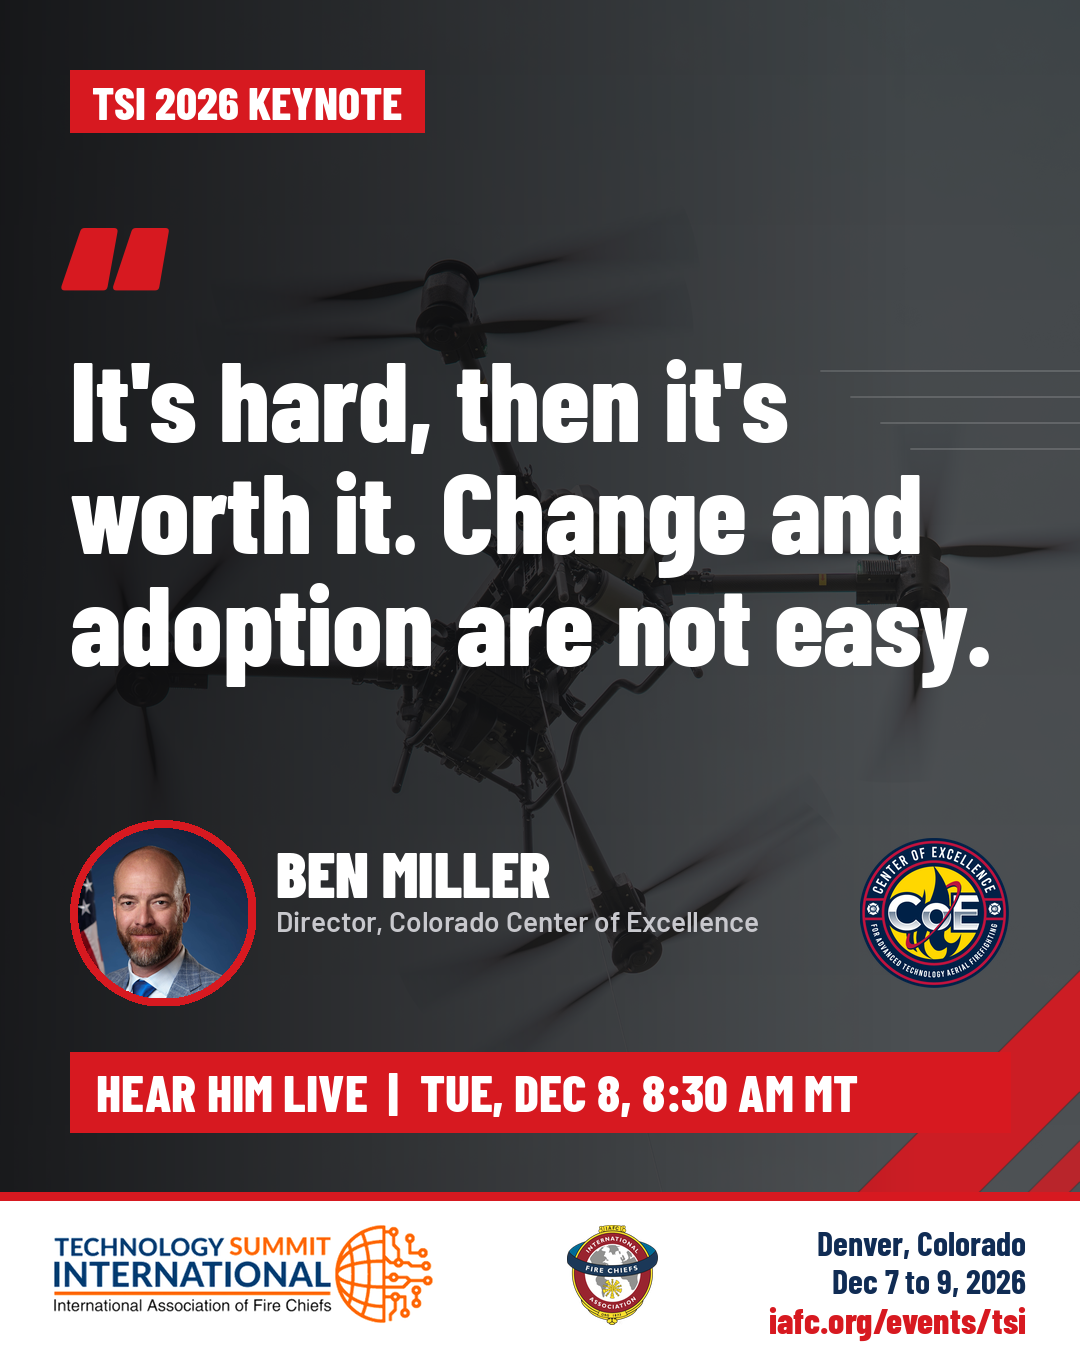 TSI 2026 KEYNOTE
It's hard, then it's
worth it. Change and
adoption are not easy.
BEN MILLER
Director, Colorado Center of Excellence
CENTER OF EXCELLENCE
CoE
FOR ADVANCED TECHNOLOGY AERIAL FIREFIGHTING
HEAR HIM LIVE | TUE, DEC 8, 8:30 AM MT
TECHNOLOGY SUMMIT
INTERNATIONAL
International Association of Fire Chiefs
IAFC
INTERNATIONAL
FIRE CHIEFS
ASSOCIATION
Denver, Colorado
Dec 7 to 9, 2026
iafc.org/events/tsi